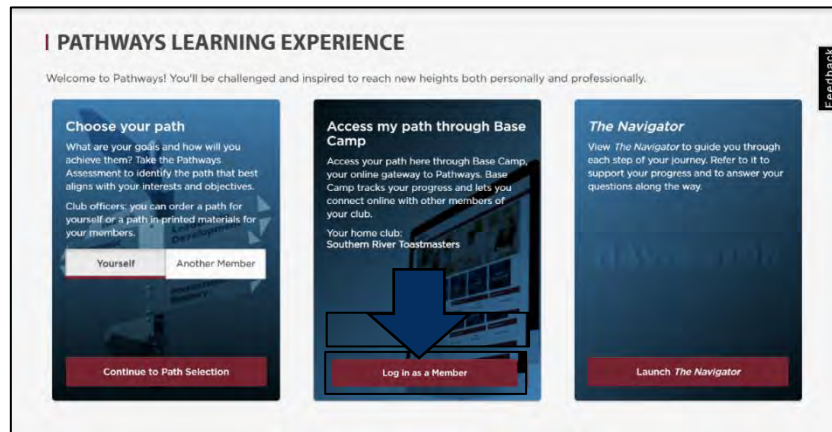 PATHWAYS LEARNING EXPERIENCE
Welcome to Pathways! You'll be challenged and inspired to reach new heights both personally and professionally.
Feedback
Choose your path
What are your goals and how will you
achieve them? Take the Pathways
Assessment to identify the path that best
aligns with your interests and objectives.
Club officers: you can order a path for
yourself or a path in printed materials for
your members.
Yourself
Another Member
Continue to Path Selection
Access my path through Base
Camp
Access your path here through Base Camp,
your online gateway to Pathways. Base
Camp tracks your progress and lets you
connect online with other members of
your club.
Your home club:
Southern River Toastmasters
Log in as a Member
The Navigator
View The Navigator to guide you through
each step of your journey. Refer to it to
support your progress and to answer your
questions along the way.
Launch The Navigator